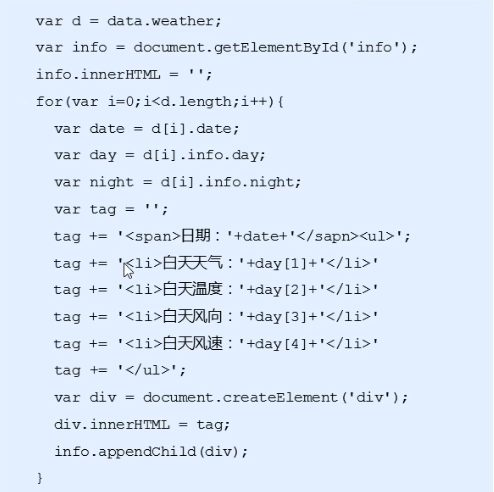 var d = data.weather;
var info = document.getElementById('info');
info.innerHTML = '';
for(var i=0;i<d.length;i++){
var date = d[i].date;
var day = d[i].info.day;
var night = d[i].info.night;
var tag = '';
tag += '<span>日期：'+date+'</sapn><ul>';
tag += '<li>白天天气：'+day[1]+'</li>'
tag += '<li>白天温度：'+day[2]+'</li>'
tag += '<li>白天风向：'+day[3]+'</li>'
tag += '<li>白天风速：'+day[4]+'</li>'
tag += '</ul>';
var div = document.createElement('div');
div.innerHTML = tag;
info.appendChild(div);
}